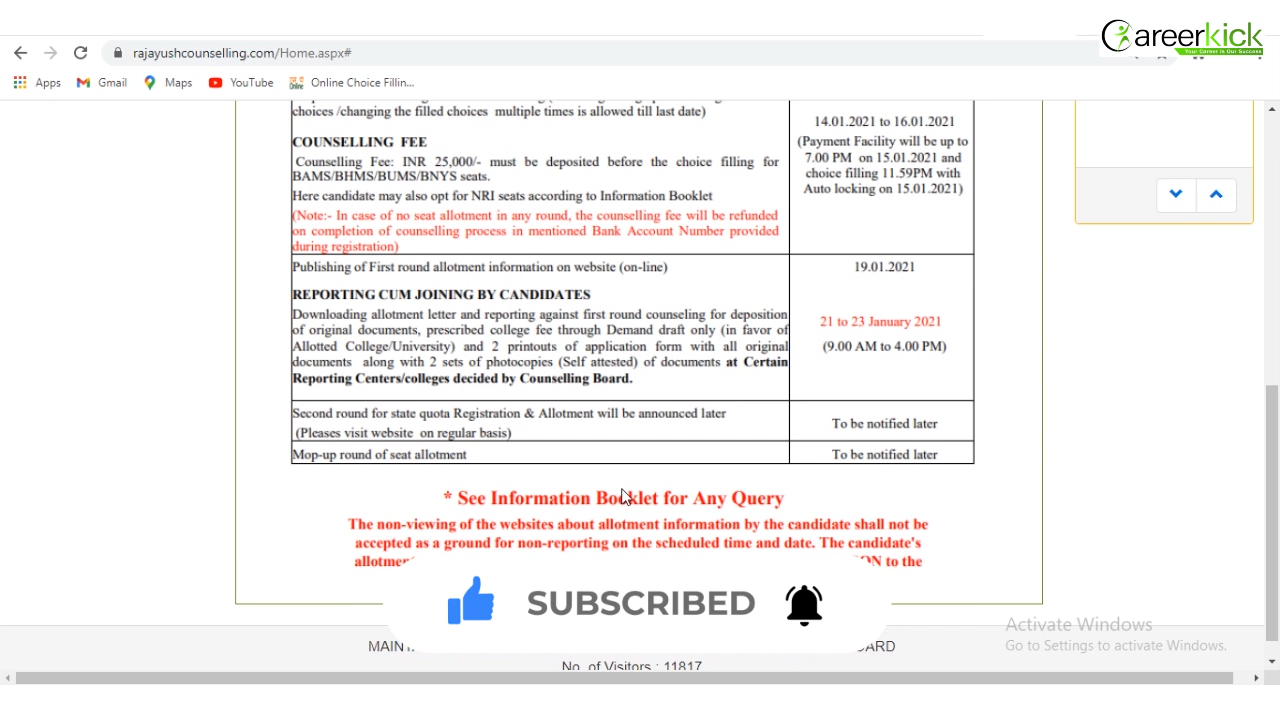 Careerkick
Your Career Is Our Success
rajayushcounselling.com/Home.aspx#
Apps Gmail Maps YouTube Online Choice Fillin...
choices /changing the filled choices multiple times is allowed till last date)
COUNSELLING FEE
Counselling Fee: INR 25,000/- must be deposited before the choice filling for
BAMS/BHMS/BUMS/BNYS seats.
Here candidate may also opt for NRI seats according to Information Booklet
(Note:- In case of no seat allotment in any round, the counselling fee will be refunded
on completion of counselling process in mentioned Bank Account Number provided
during registration)
14.01.2021 to 16.01.2021
(Payment Facility will be up to
7.00 PM on 15.01.2021 and
choice filling 11.59PM with
Auto locking on 15.01.2021)
Publishing of First round allotment information on website (on-line)
19.01.2021
REPORTING CUM JOINING BY CANDIDATES
Downloading allotment letter and reporting against first round counseling for deposition
of original documents, prescribed college fee through Demand draft only (in favor of
Allotted College/University) and 2 printouts of application form with all original
documents along with 2 sets of photocopies (Self attested) of documents at Certain
Reporting Centers/colleges decided by Counselling Board.
21 to 23 January 2021
(9.00 AM to 4.00 PM)
Second round for state quota Registration & Allotment will be announced later
(Pleases visit website on regular basis)
To be notified later
Mop-up round of seat allotment
To be notified later
* See Information Booklet for Any Query
The non-viewing of the websites about allotment information by the candidate shall not be
accepted as a ground for non-reporting on the scheduled time and date. The candidate's
to the
SUBSCRIBED
Activate Windows
Go to Settings to activate Windows.
No. of Visitors : 11817